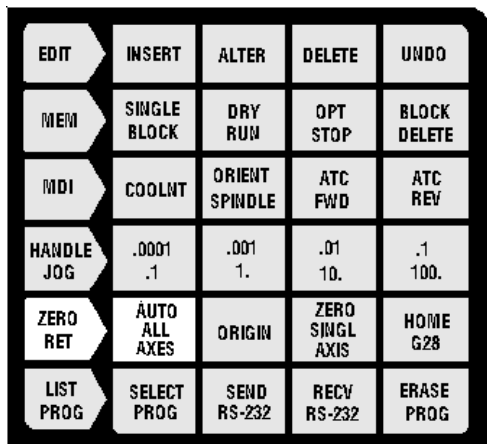 EDIT INSERT ALTER DELETE UNDO
MEM SINGLE BLOCK DRY RUN OPT STOP BLOCK DELETE
MDI COOLNT ORIENT SPINDLE ATC FWD ATC REV
HANDLE JOG .0001 .1 .001 1. .01 10. .1 100.
ZERO RET AUTO ALL AXES ORIGIN ZERO SINGL AXIS HOME G28
LIST PROG SELECT PROG SEND RS-232 RECV RS-232 ERASE PROG